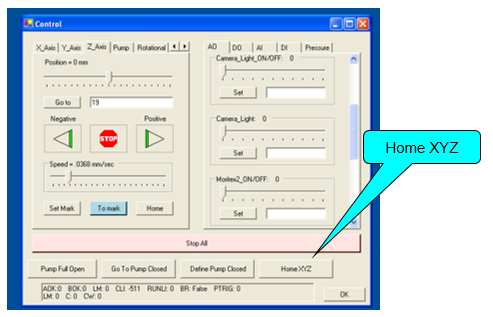 Control
X_Axis Y_Axis Z_Axis Pump Rotational
AO DO AI DI Pressure
Position = 0 mm
Go to 19
Negative Positive
STOP
Speed = .0368 mm/sec
Set Mark To mark Home
Camera_Light_ON/OFF: 0
Set
Camera_Light: 0
Set
Moritex2_ON/OFF: 0
Set
Home XYZ
Stop All
Pump Full Open Go To Pump Closed Define Pump Closed Home XYZ
AOK:0 BOK:0 LM: 0 CLI: -511 RUNLI: 0 BR: False PTRIG: 0
LM: 0 C: 0 CW: 0
OK